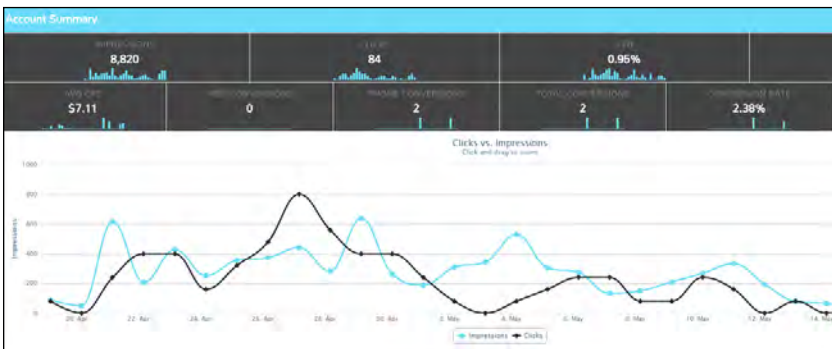 Account Summary
IMPRESSIONS
8,820
CLICKS
84
CTR
0.95%
AVG CPC
$7.11
0
PHONE CONVERSIONS
2
TOTAL CONVERSIONS
2
CONVERSION RATE
2.38%
Clicks vs. Impressions
Click and drag to zoom
Impressions
1000
800
600
400
200
0
20. Apr 22. Apr 24. Apr 26. Apr 28. Apr 30. Apr 2. May 4. May 6. May 8. May 10. May 12. May 14. May
Impressions Clicks